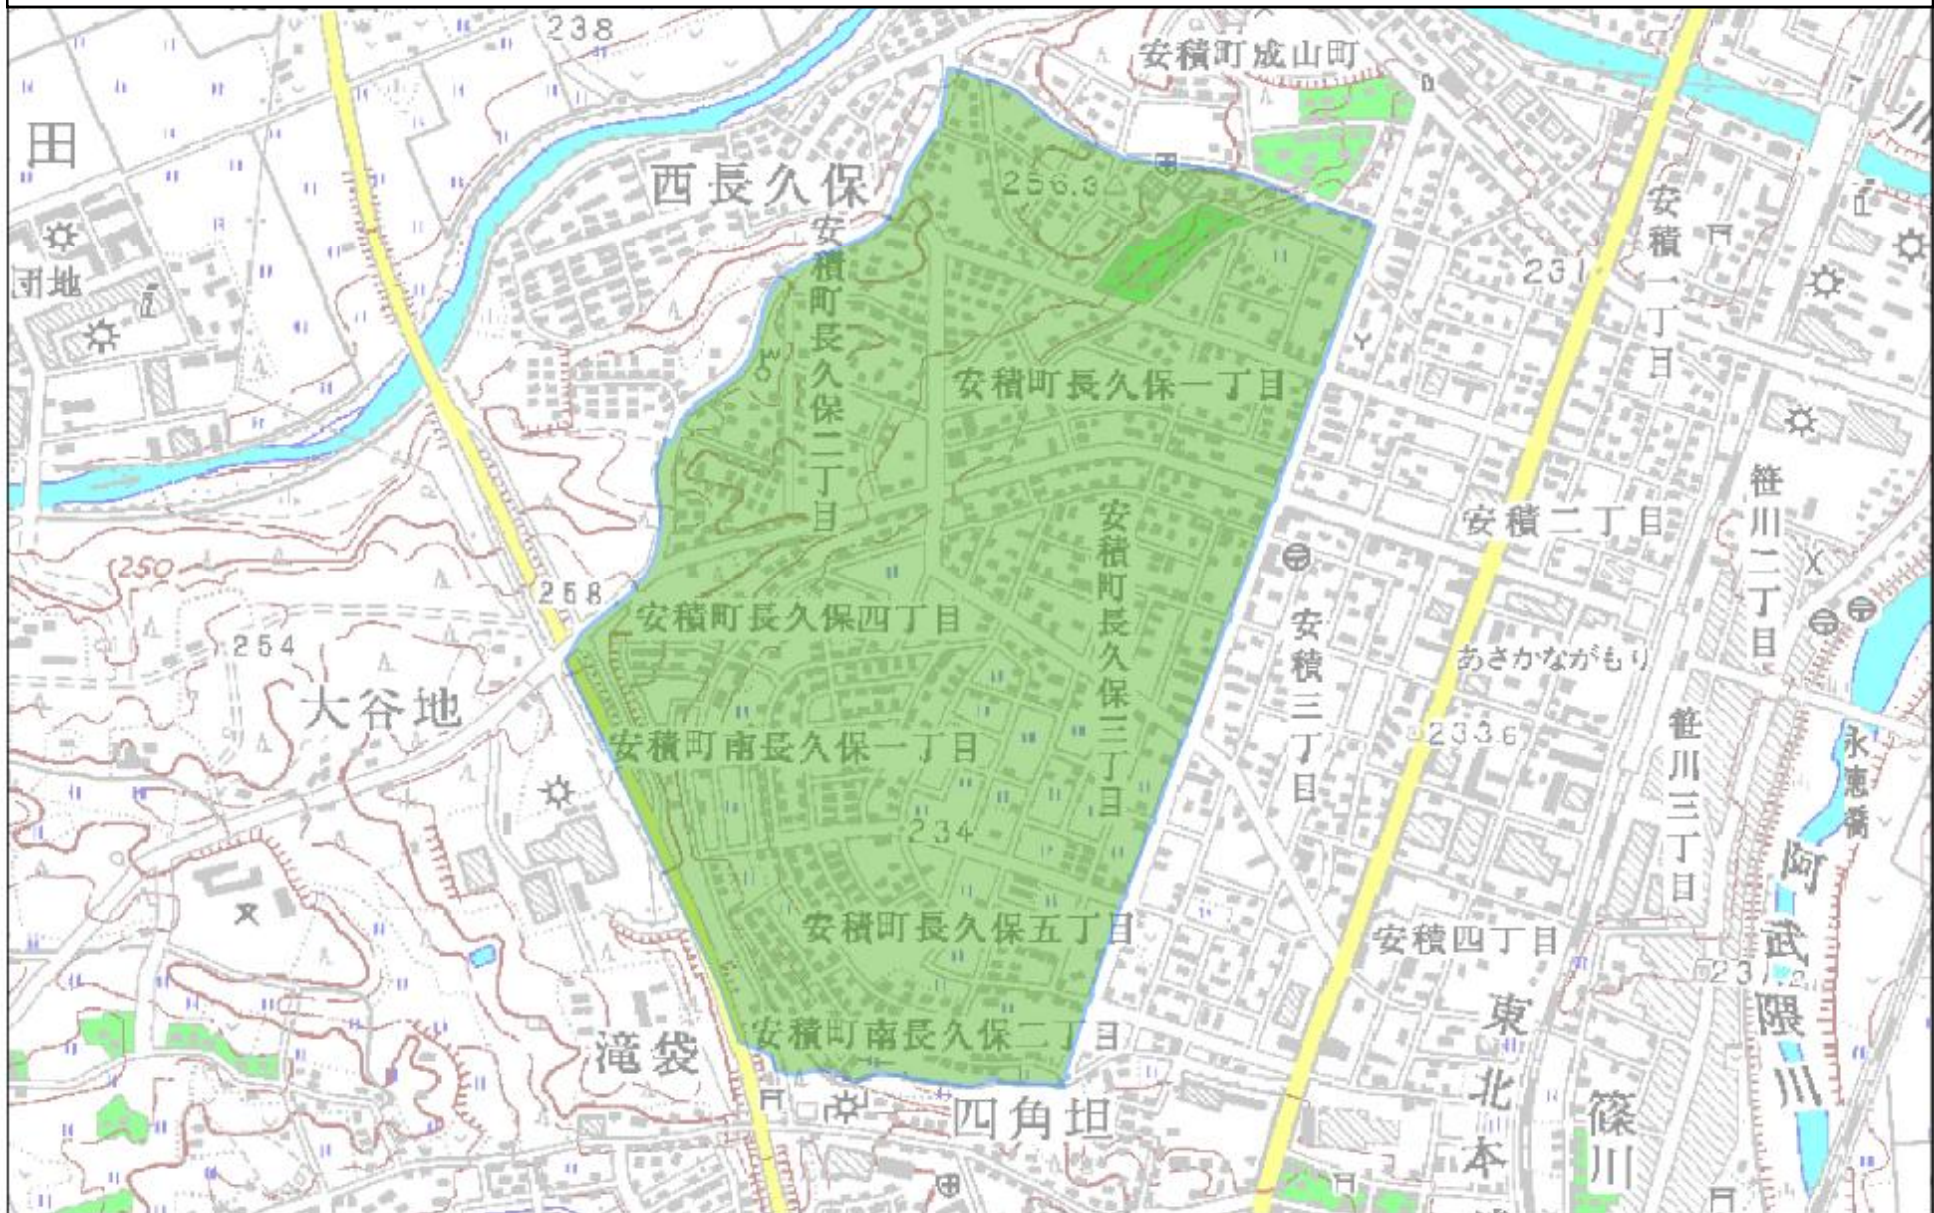 238
安積町成山町
田
西長久保
256.3
安積一丁目
231
団地
安積町長久保二丁目
安積町長久保一丁目
笹川二丁目
安積二丁目
安積町長久保三丁目
250
258
安積町長久保四丁目
安積三丁目
254
あさかながもり
大谷地
233.6
笹川三丁目
永恵橋
安積町南長久保一丁目
234
阿武隈川
安積町長久保五丁目
安積四丁目
東北本
滝袋
安積町南長久保二丁目
四角坦
篠川